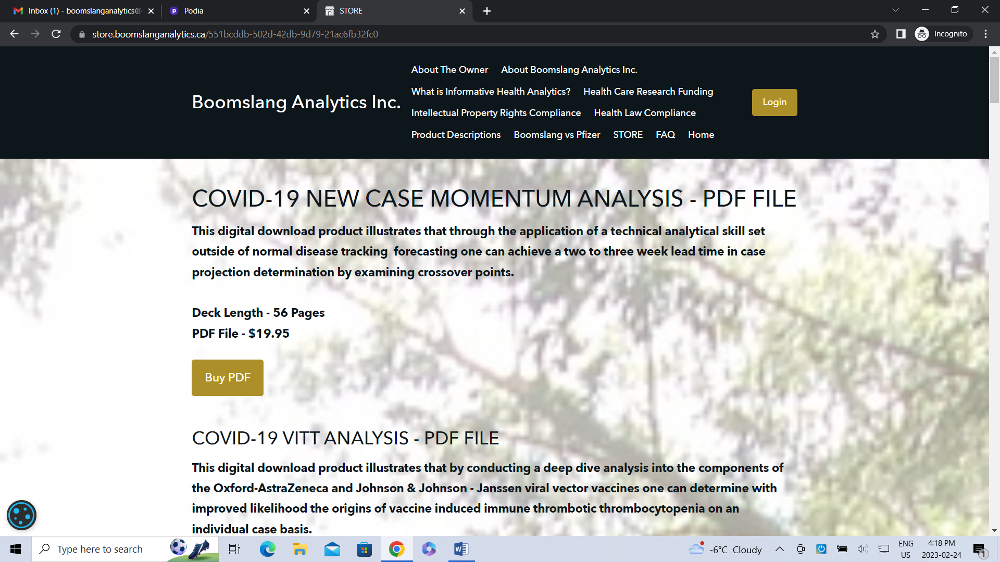 Inbox (1) - boomslanganalytics@
Podia
STORE
store.boomslanganalytics.ca/551bcddb-502d-42db-9d79-21ac6fb32fc0
Incognito
Boomslang Analytics Inc.
About The Owner About Boomslang Analytics Inc.
What is Informative Health Analytics? Health Care Research Funding
Intellectual Property Rights Compliance Health Law Compliance
Product Descriptions Boomslang vs Pfizer STORE FAQ Home
Login
COVID-19 NEW CASE MOMENTUM ANALYSIS - PDF FILE
This digital download product illustrates that through the application of a technical analytical skill set
outside of normal disease tracking  forecasting one can achieve a two to three week lead time in case
projection determination by examining crossover points.
Deck Length - 56 Pages
PDF File - $19.95
Buy PDF
COVID-19 VITT ANALYSIS - PDF FILE
This digital download product illustrates that by conducting a deep dive analysis into the components of
the Oxford-AstraZeneca and Johnson & Johnson - Janssen viral vector vaccines one can determine with
improved likelihood the origins of vaccine induced immune thrombotic thrombocytopenia on an
individual case basis.
Type here to search
-6°C Cloudy
ENG
US
4:18 PM
2023-02-24
1